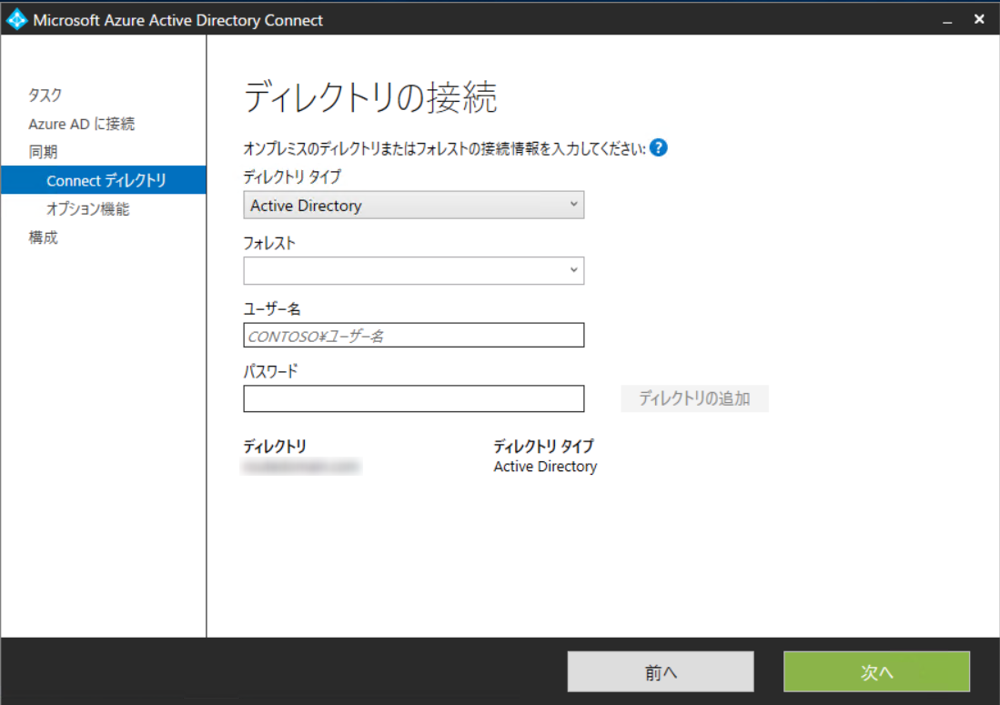 Microsoft Azure Active Directory Connect
タスク
Azure AD に接続
同期
Connect ディレクトリ
オプション機能
構成
ディレクトリの接続
オンプレミスのディレクトリまたはフォレストの接続情報を入力してください: ?
ディレクトリ タイプ
Active Directory
フォレスト
ユーザー名
CONTOSO¥ユーザー名
パスワード
ディレクトリの追加
ディレクトリ ディレクトリ タイプ
Active Directory
前へ 次へ